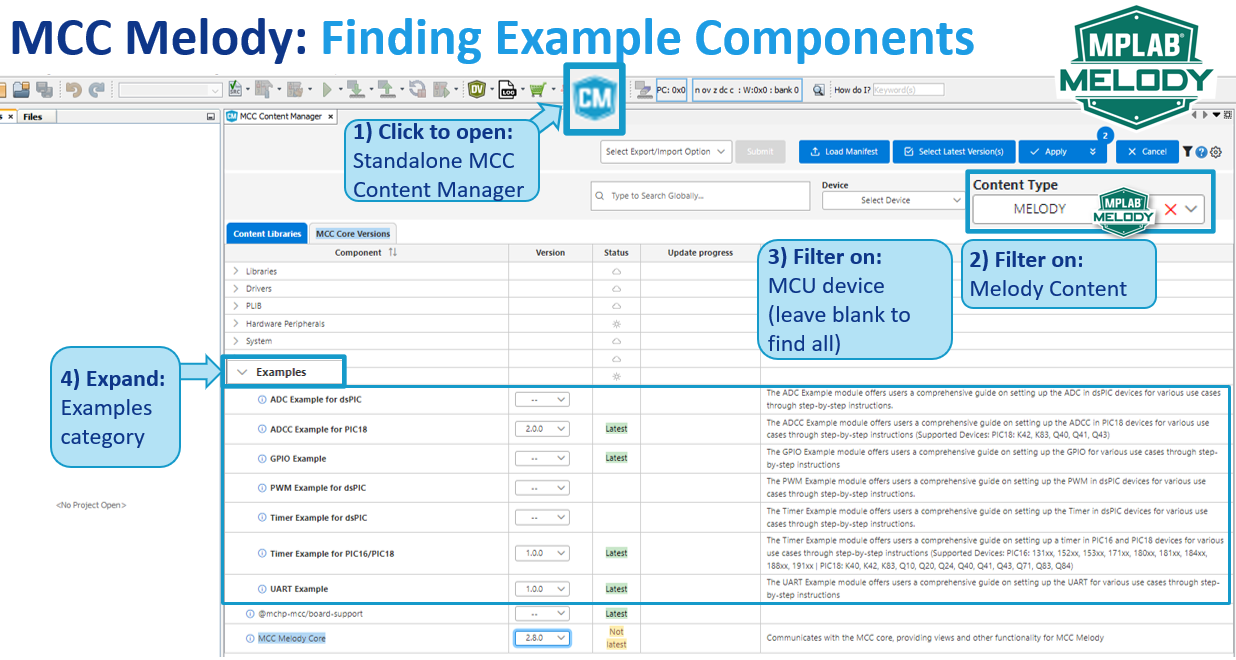 MCC Melody: Finding Example Components
MPLAB®
MELODY
CM
PC: 0x0
n ov z dc c : W:0x0 : bank 0
How do I?
Keyword(s)
s ×
Files
MCC Content Manager ×
1) Click to open:
Standalone MCC
Content Manager
Select Export/Import Option
Submit
Load Manifest
Select Latest Version(s)
Apply
2
Cancel
Type to Search Globally...
Device
Select Device
Content Type
MELODY
MPLAB
MELODY
Content Libraries
MCC Core Versions
Component
Version
Status
Update progress
3) Filter on:
MCU device
(leave blank to
find all)
2) Filter on:
Melody Content
Libraries
Drivers
PLIB
Hardware Peripherals
System
4) Expand:
Examples
category
Examples
ADC Example for dsPIC
--
The ADC Example module offers users a comprehensive guide on setting up the ADC in dsPIC devices for various use cases
through step-by-step instructions.
ADCC Example for PIC18
2.0.0
Latest
The ADCC Example module offers users a comprehensive guide on setting up the ADCC in PIC18 devices for various use
cases through step-by-step instructions (Supported Devices: PIC18: K42, K83, Q40, Q41, Q43)
GPIO Example
--
Latest
The GPIO Example module offers users a comprehensive guide on setting up the GPIO for various use cases through step-
by-step instructions
PWM Example for dsPIC
--
The PWM Example module offers users a comprehensive guide on setting up the PWM in dsPIC devices for various use
cases through step-by-step instructions.
Timer Example for dsPIC
--
The Timer Example module offers users a comprehensive guide on setting up the Timer in dsPIC devices for various use
cases through step-by-step instructions.
Timer Example for PIC16/PIC18
1.0.0
Latest
The Timer Example module offers users a comprehensive guide on setting up a timer in PIC16 and PIC18 devices for various
use cases through step-by-step instructions (Supported Devices: PIC16: 131xx, 152xx, 153xx, 171xx, 180xx, 181xx, 184xx,
188xx, 191xx | PIC18: K40, K42, K83, Q10, Q20, Q24, Q40, Q41, Q43, Q71, Q83, Q84)
UART Example
1.0.0
Latest
The UART Example module offers users a comprehensive guide on setting up the UART for various use cases through step-
by-step instructions
@mchp-mcc/board-support
--
Latest
MCC Melody Core
2.8.0
Not
latest
Communicates with the MCC core, providing views and other functionality for MCC Melody
<No Project Open>